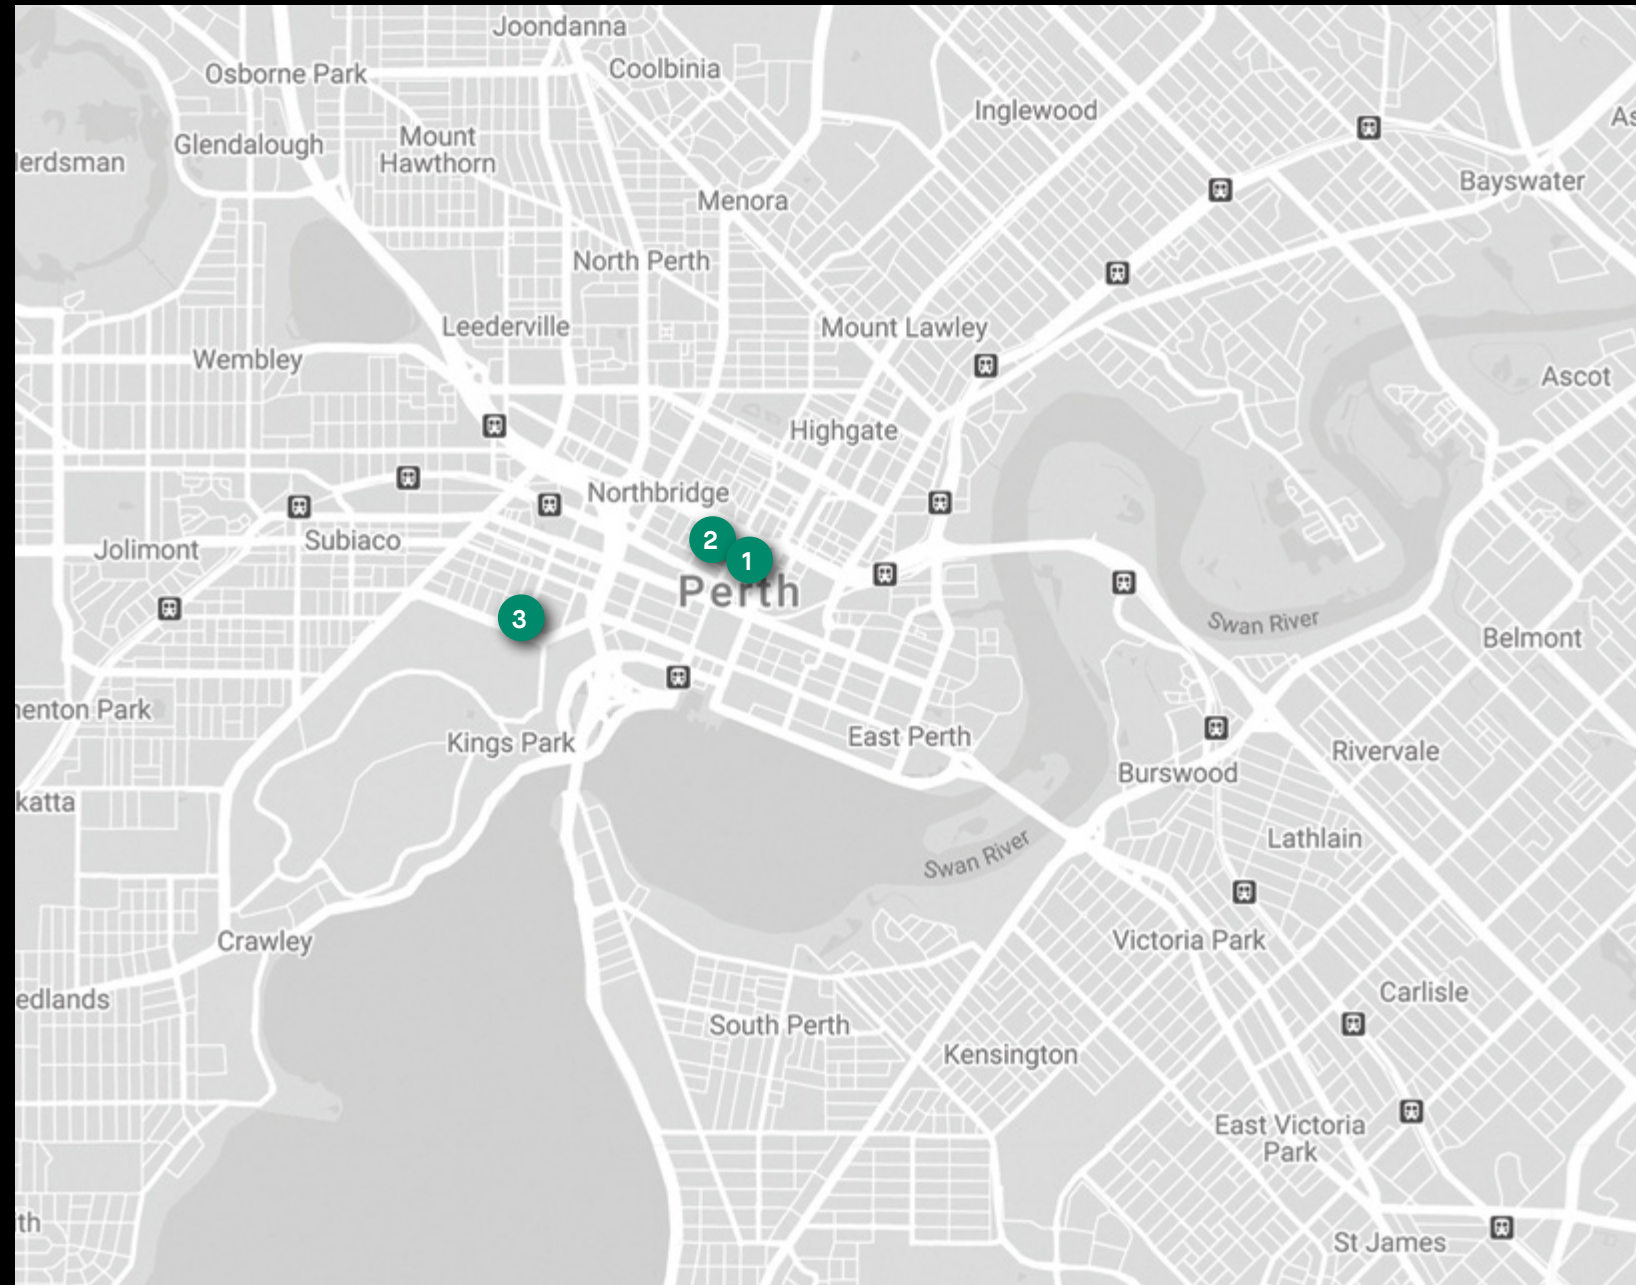 Joondanna
Osborne Park
Coolbinia
Inglewood
As
Glendalough
Mount
Hawthorn
lerdsman
Bayswater
Menora
North Perth
Leederville
Mount Lawley
Wembley
Ascot
Highgate
Northbridge
2
1
Jolimont
Subiaco
Perth
3
Swan River
Belmont
enton Park
Kings Park
East Perth
Rivervale
Burswood
katta
Lathlain
Swan River
Crawley
Victoria Park
edlands
Carlisle
South Perth
Kensington
East Victoria
Park
th
St James